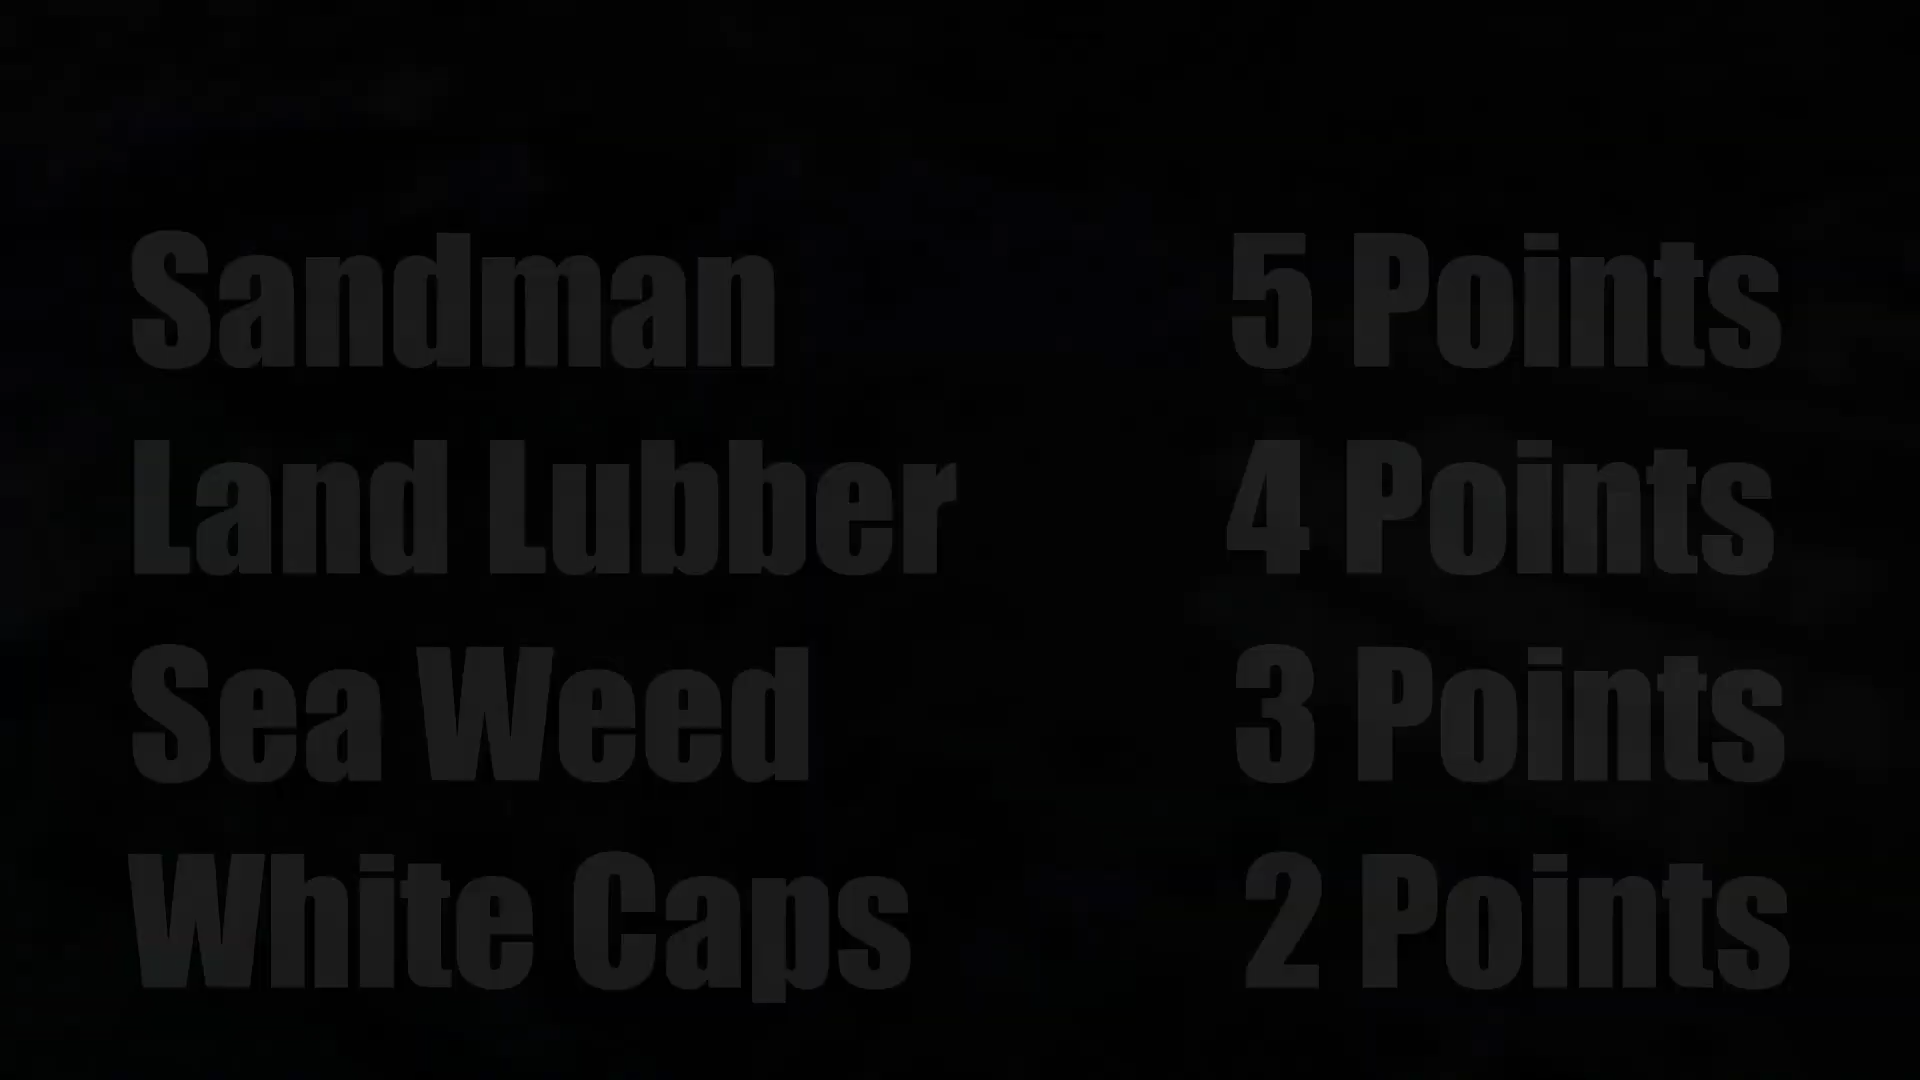 Sandman 5 Points
Land Lubber 4 Points
Sea Weed 3 Points
White Caps 2 Points